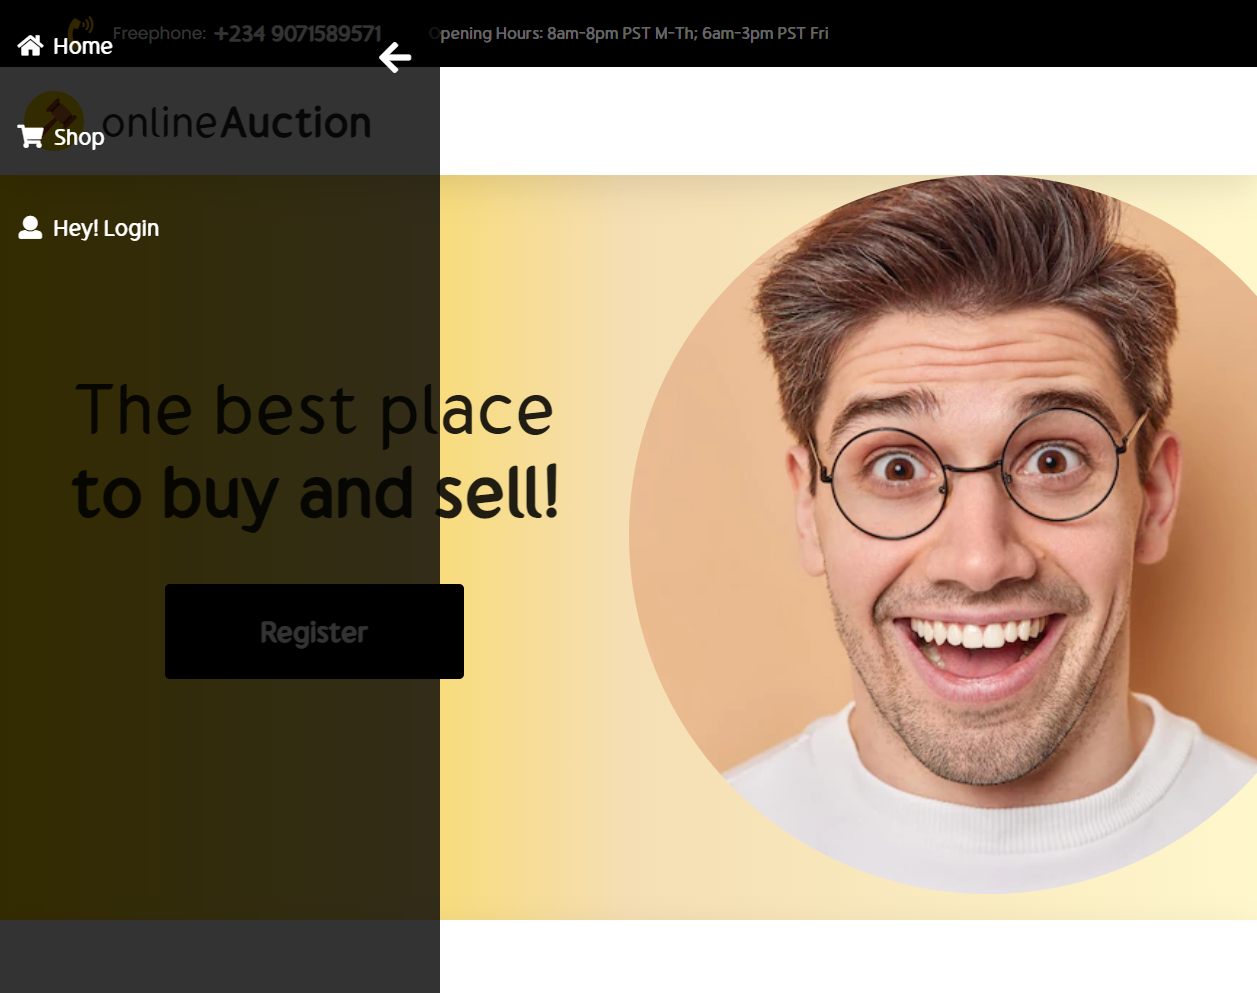 Freephone: +234 9071589571 Opening Hours: 8am-8pm PST M-Th; 6am-3pm PST Fri
Home
onlineAuction
Shop
Hey! Login
The best place
to buy and sell!
Register